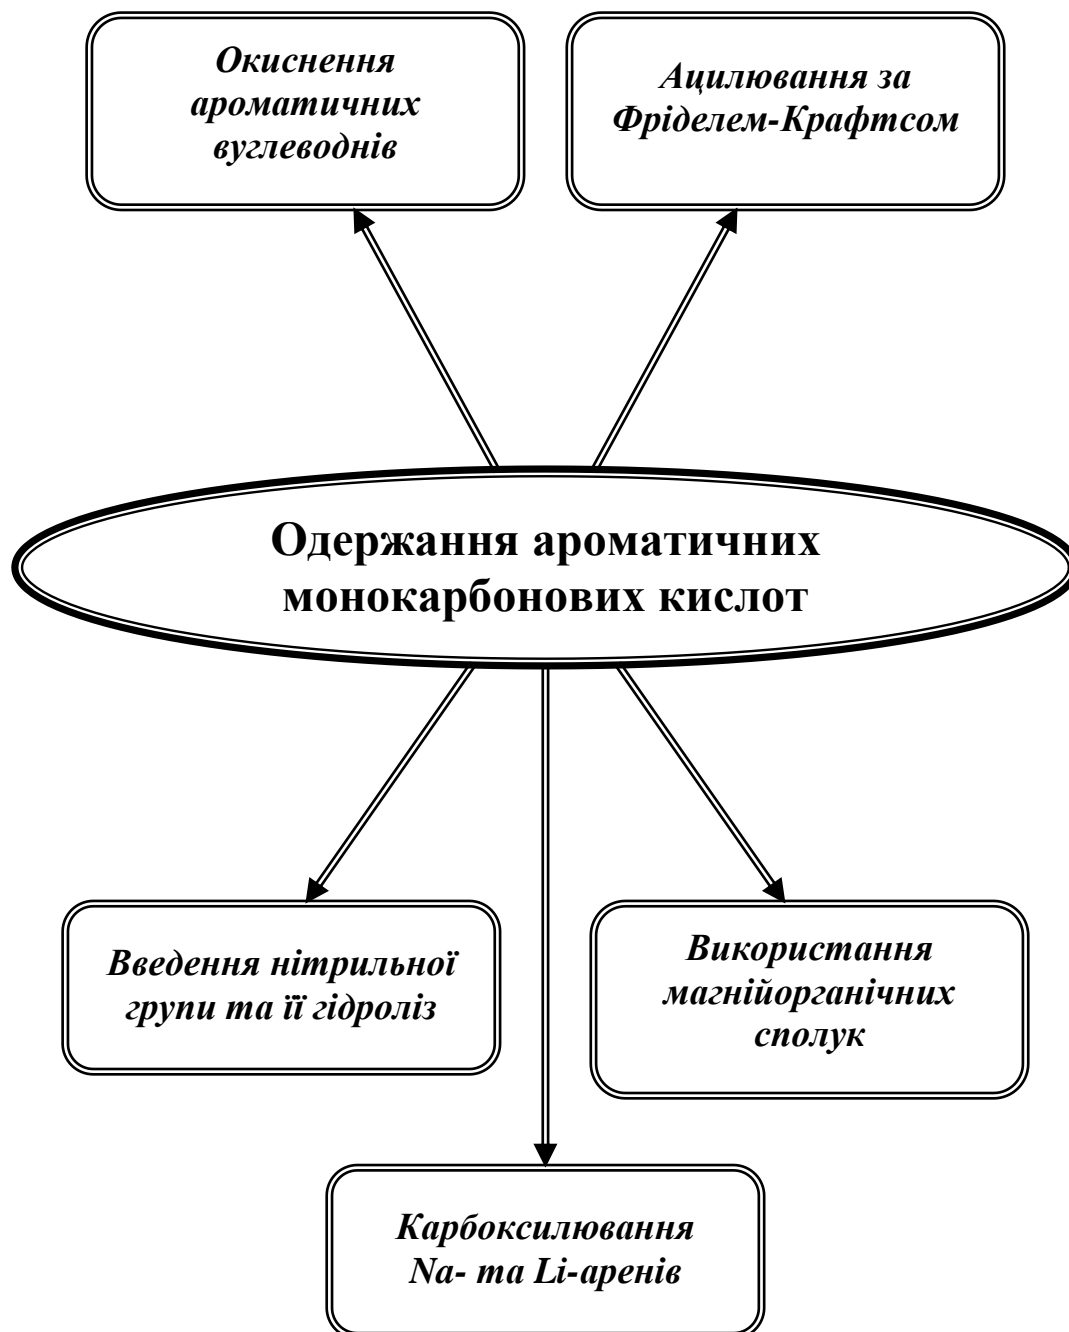 Окиснення
ароматичних
вуглеводнів
Ацилювання за
Фріделем-Крафтсом
Одержання ароматичних
монокарбонових кислот
Введення нітрильної
групи та її гідроліз
Використання
магнійорганічних
сполук
Карбоксилювання
Na- та Li-аренів